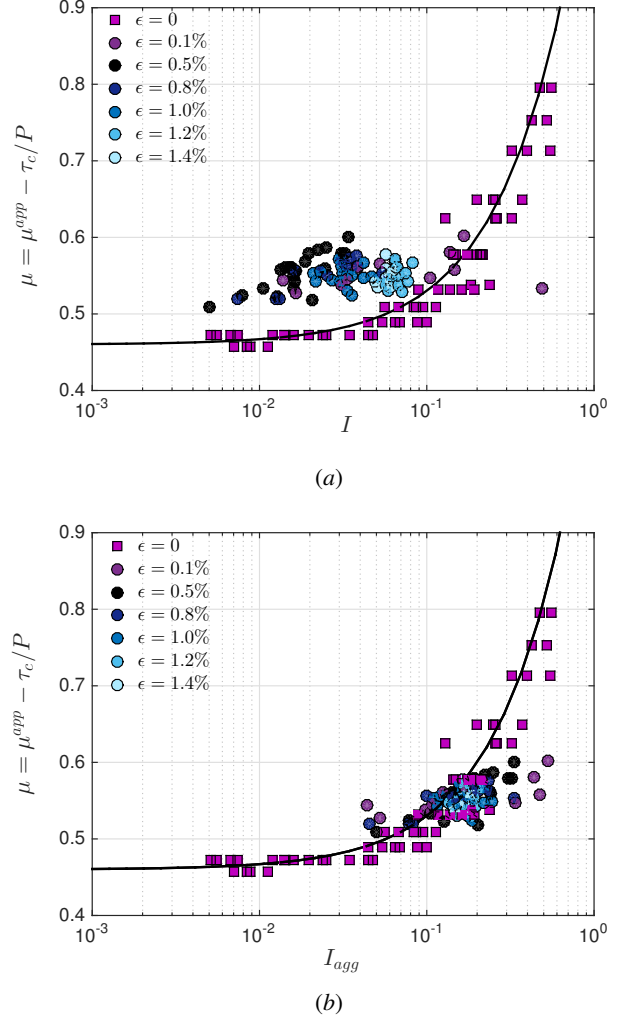 0.9
0.8
0.7
0.6
0.5
0.4
μ = μ^{app} − τ_c/P
ϵ = 0
ϵ = 0.1%
ϵ = 0.5%
ϵ = 0.8%
ϵ = 1.0%
ϵ = 1.2%
ϵ = 1.4%
10^{-3} 10^{-2} 10^{-1} 10^{0}
I
(a)
0.9
0.8
0.7
0.6
0.5
0.4
μ = μ^{app} − τ_c/P
ϵ = 0
ϵ = 0.1%
ϵ = 0.5%
ϵ = 0.8%
ϵ = 1.0%
ϵ = 1.2%
ϵ = 1.4%
10^{-3} 10^{-2} 10^{-1} 10^{0}
I_{agg}
(b)